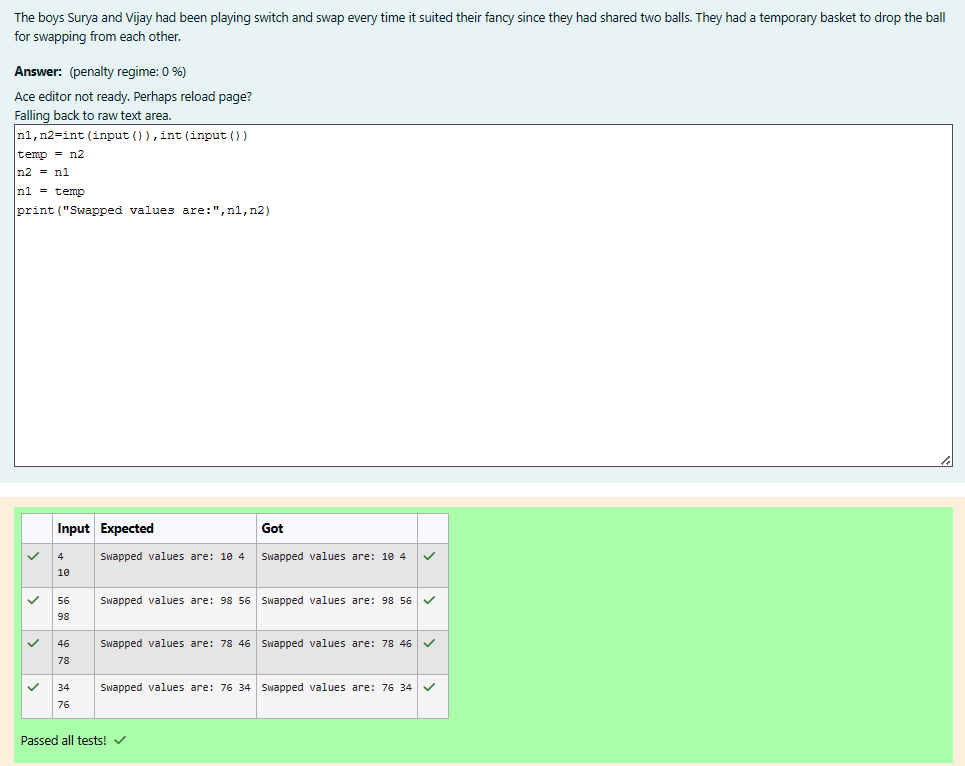 The boys Surya and Vijay had been playing switch and swap every time it suited their fancy since they had shared two balls. They had a temporary basket to drop the ball
for swapping from each other.
Answer: (penalty regime: 0 %)
Ace editor not ready. Perhaps reload page?
Falling back to raw text area.
n1,n2=int(input()),int(input())
temp = n2
n2 = n1
n1 = temp
print("Swapped values are:",n1,n2)
Input Expected Got
4 Swapped values are: 10 4 Swapped values are: 10 4
10
56 Swapped values are: 98 56 Swapped values are: 98 56
98
46 Swapped values are: 78 46 Swapped values are: 78 46
78
34 Swapped values are: 76 34 Swapped values are: 76 34
76
Passed all tests!